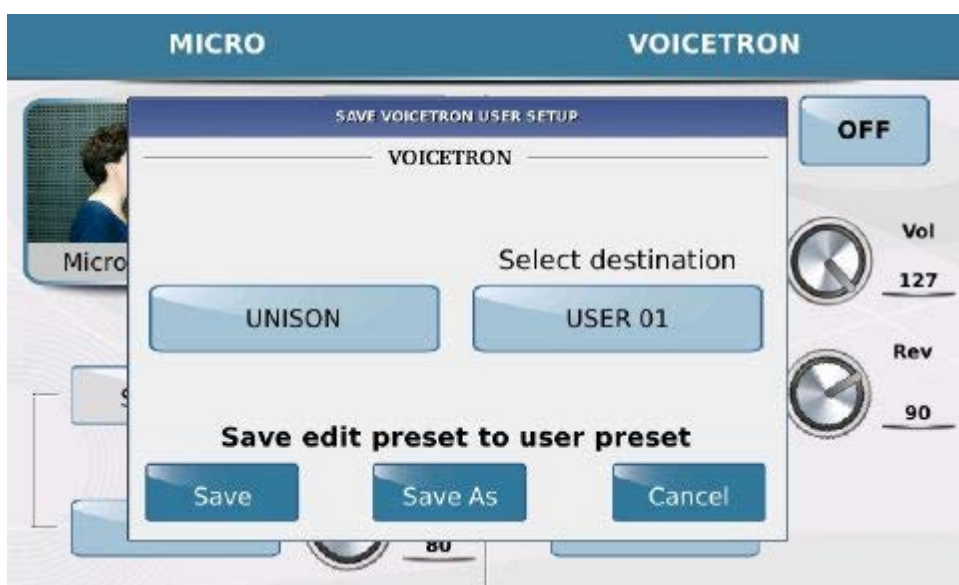 MICRO VOICETRON
SAVE VOICETRON USER SETUP
VOICETRON
OFF
Micro
Select destination
Vol
127
UNISON USER 01
Rev
90
S
Save edit preset to user preset
Save Save As Cancel
80